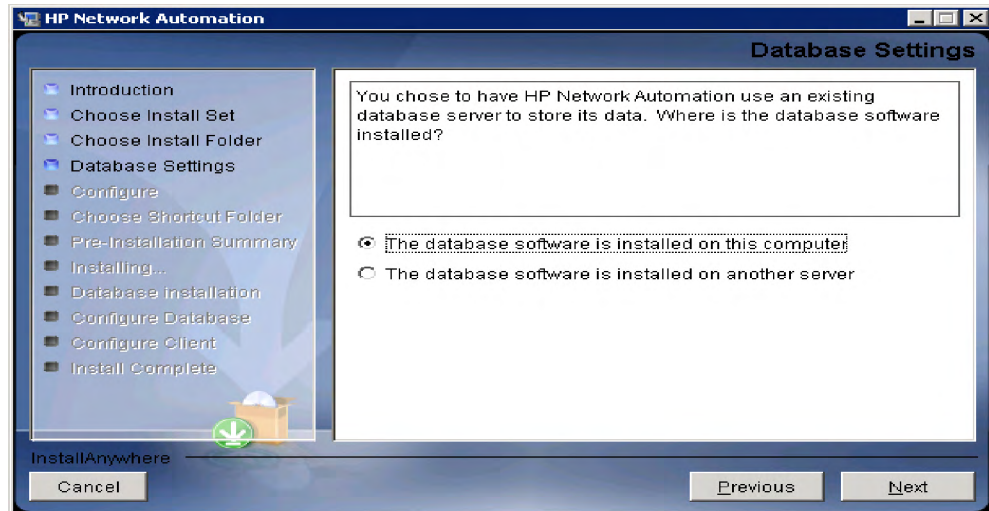 HP Network Automation
Database Settings
Introduction
Choose Install Set
Choose Install Folder
Database Settings
Configure
Choose Shortcut Folder
Pre-Installation Summary
Installing...
Database installation
Configure Database
Configure Client
Install Complete
You chose to have HP Network Automation use an existing
database server to store its data. Where is the database software
installed?
The database software is installed on this computer
The database software is installed on another server
InstallAnywhere
Cancel
Previous
Next